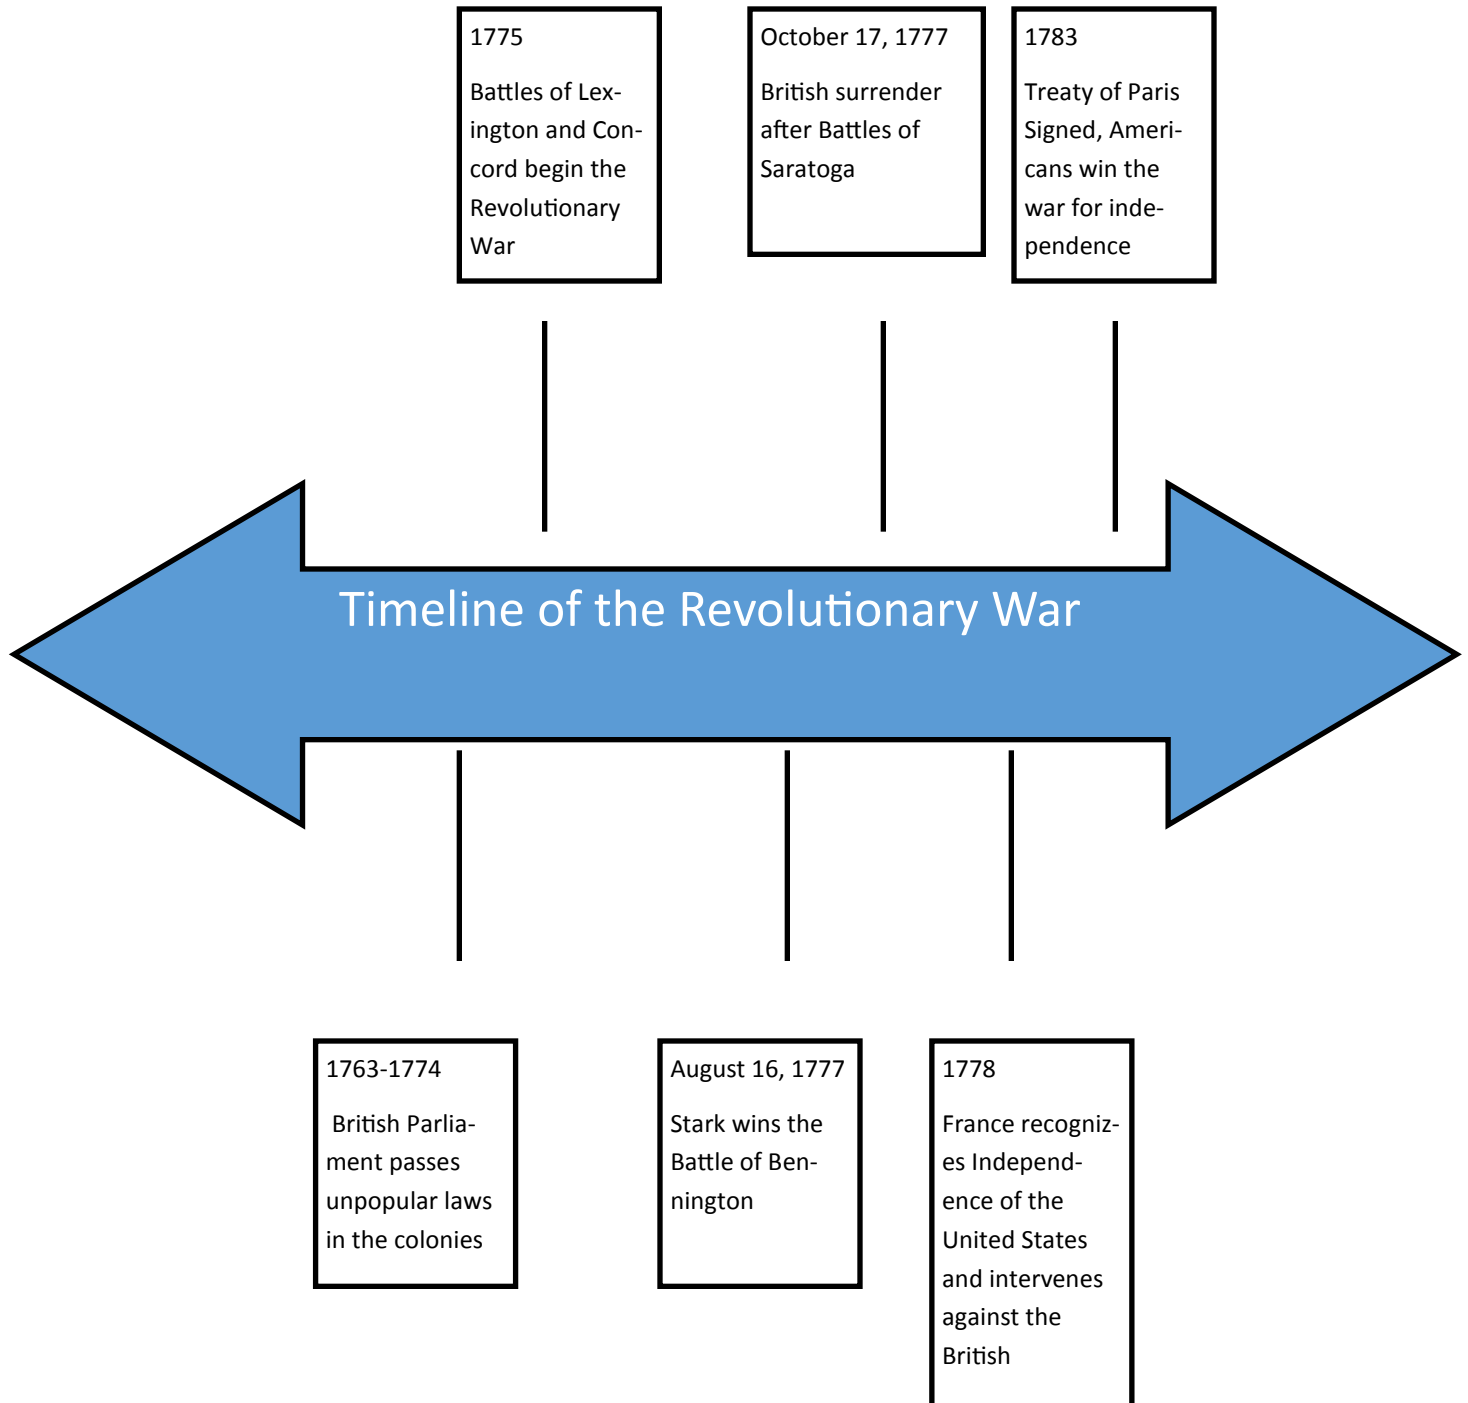 1775
Battles of Lex-
ington and Con-
cord begin the
Revolutionary
War
October 17, 1777
British surrender
after Battles of
Saratoga
1783
Treaty of Paris
Signed, Ameri-
cans win the
war for inde-
pendence
Timeline of the Revolutionary War
1763-1774
British Parlia-
ment passes
unpopular laws
in the colonies
August 16, 1777
Stark wins the
Battle of Ben-
nington
1778
France recogniz-
es Independ-
ence of the
United States
and intervenes
against the
British